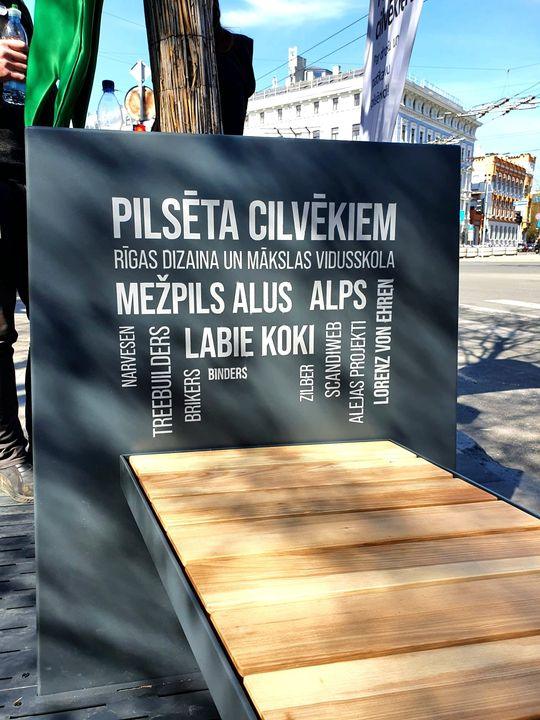 PILSĒTA CILVĒKIEM
RĪGAS DIZAINA UN MĀKSLAS VIDUSSKOLA
MEŽPILS ALUS ALPS
LABIE KOKI
NARVESEN
TREEBUILDERS
BRIKERS
BINDERS
ZILBER
SCANDIWEB
ALEJAS PROJEKTI
LORENZ VON EHREN